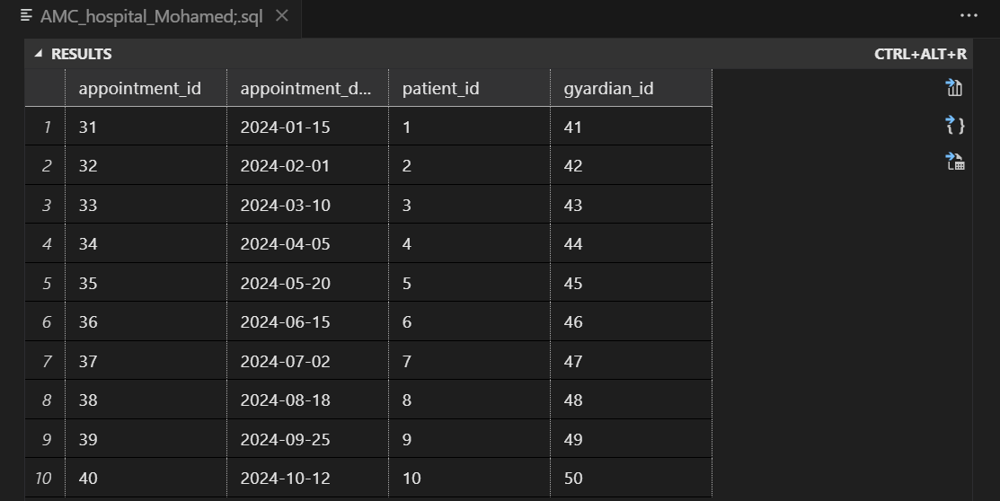 AMC_hospital_Mohamed;.sql
RESULTS CTRL+ALT+R
appointment_id appointment_d... patient_id gyardian_id
1 31 2024-01-15 1 41
2 32 2024-02-01 2 42
3 33 2024-03-10 3 43
4 34 2024-04-05 4 44
5 35 2024-05-20 5 45
6 36 2024-06-15 6 46
7 37 2024-07-02 7 47
8 38 2024-08-18 8 48
9 39 2024-09-25 9 49
10 40 2024-10-12 10 50